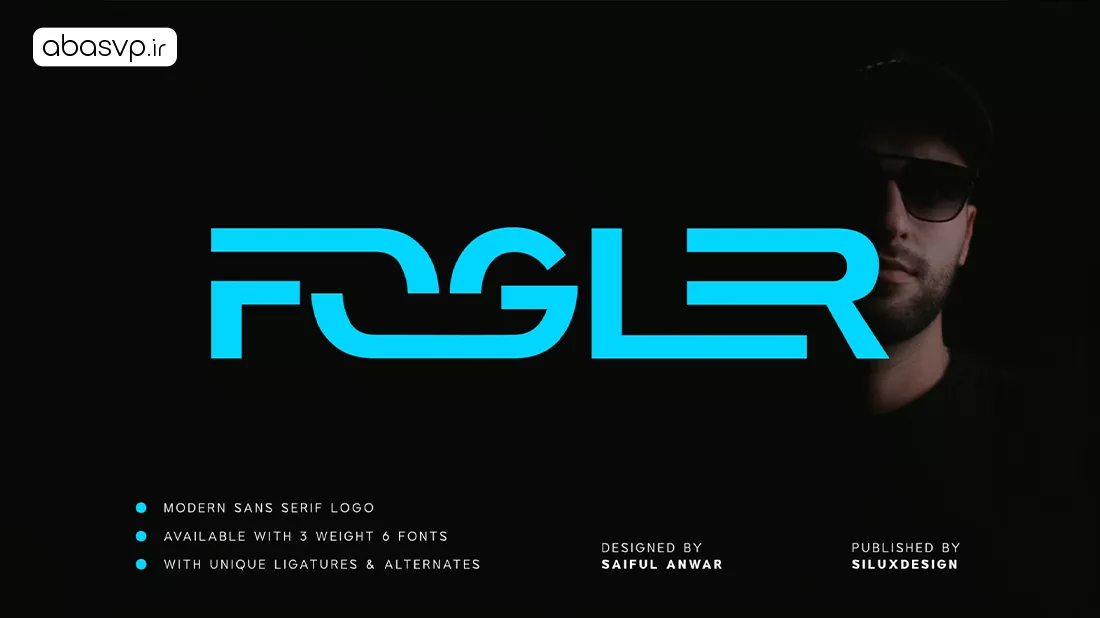 abasvp.ir
FOGLER
MODERN SANS SERIF LOGO
AVAILABLE WITH 3 WEIGHT 6 FONTS
WITH UNIQUE LIGATURES & ALTERNATES
DESIGNED BY
SAIFUL ANWAR
PUBLISHED BY
SILUXDESIGN